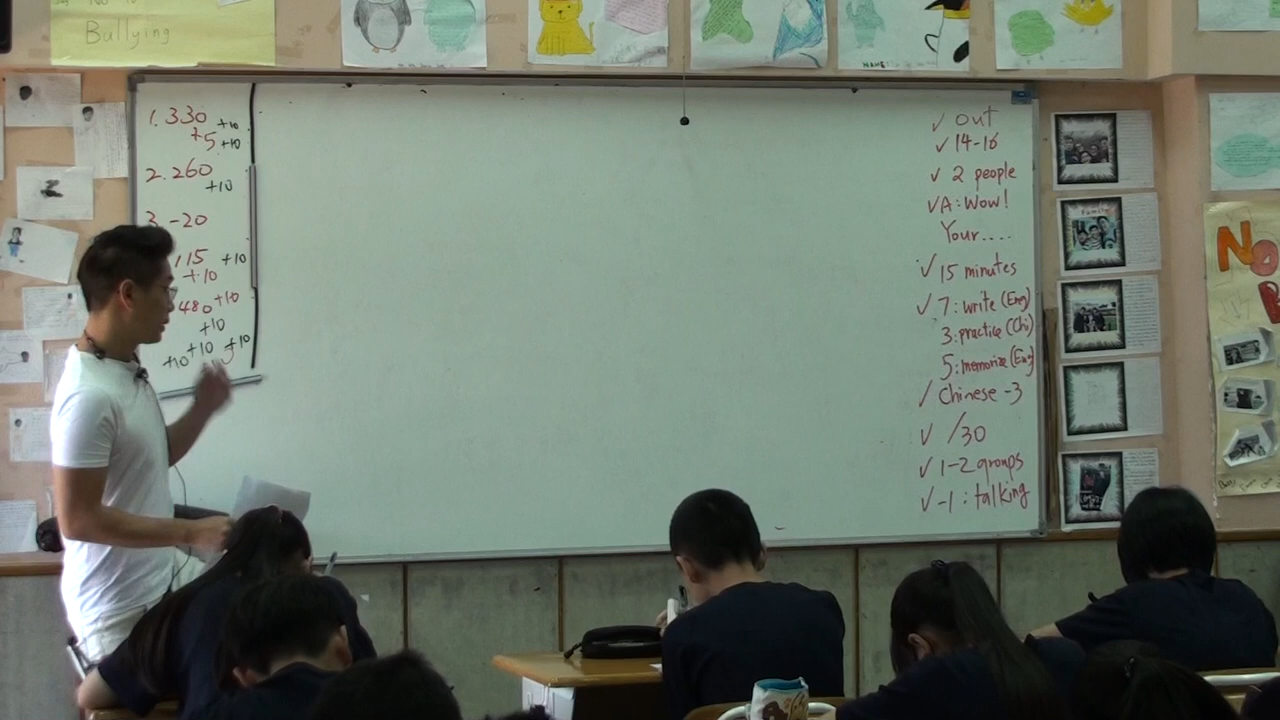 Bullying
1. 330 +10
+5 +10
2. 260
+10
3. -20
115 +10
+10
480 +10
+10
+10 +10 +10
✓ out
✓ 14-16
✓ 2 people
✓ A: Wow!
Your....
✓ 15 minutes
✓ 7: write (Eng)
3: practice (Chi)
5: memorize (Eng)
✓ Chinese -3
✓ /30
✓ 1-2 groups
✓ -1: talking
Family
No
B